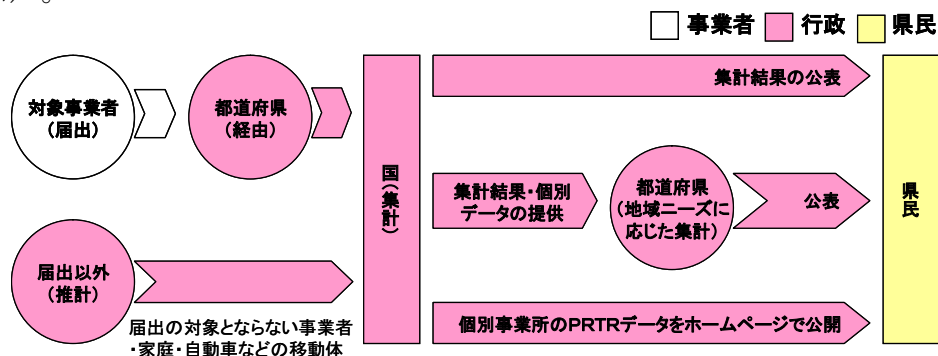 事業者 行政 県民
対象事業者
(届出)
都道府県
(経由)
国(集計)
集計結果の公表
集計結果・個別
データの提供
都道府県
(地域ニーズに
応じた集計)
公表
県民
届出以外
(推計)
届出の対象とならない事業者
・家庭・自動車などの移動体
個別事業所のPRTRデータをホームページで公開